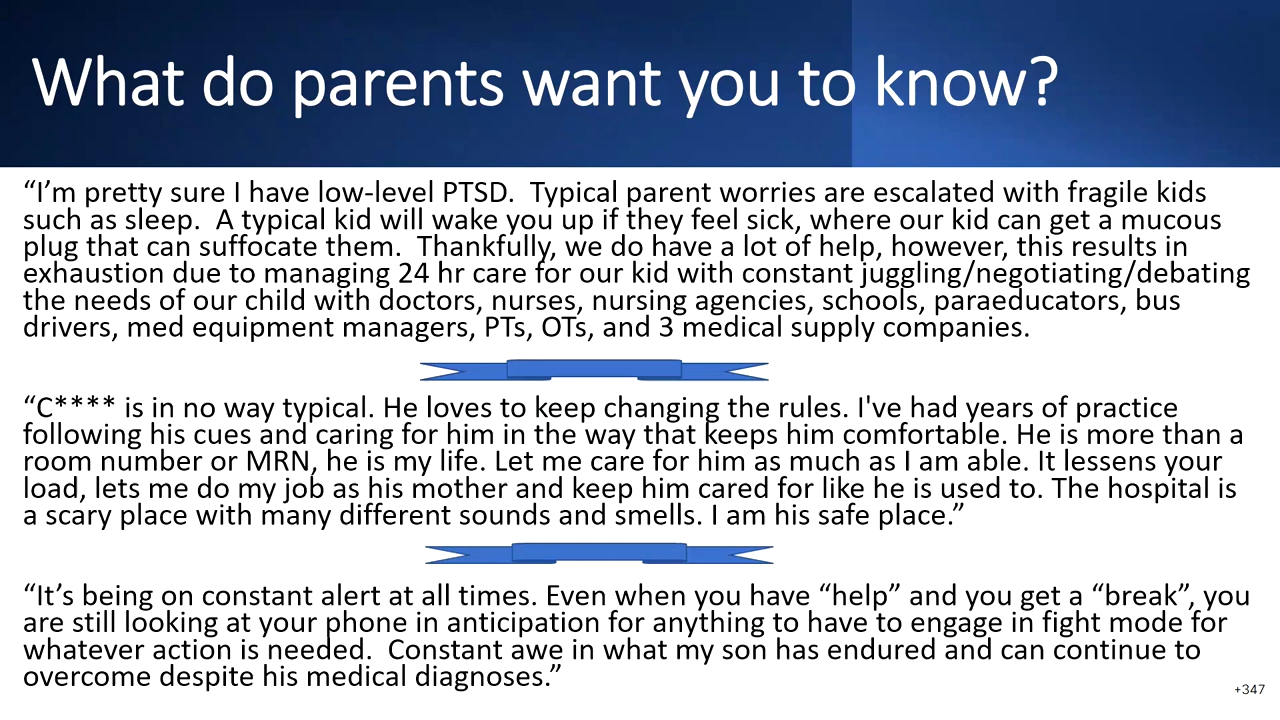 What do parents want you to know?
“I’m pretty sure I have low-level PTSD.  Typical parent worries are escalated with fragile kids
such as sleep.  A typical kid will wake you up if they feel sick, where our kid can get a mucous
plug that can suffocate them.  Thankfully, we do have a lot of help, however, this results in
exhaustion due to managing 24 hr care for our kid with constant juggling/negotiating/debating
the needs of our child with doctors, nurses, nursing agencies, schools, paraeducators, bus
drivers, med equipment managers, PTs, OTs, and 3 medical supply companies.
“C**** is in no way typical. He loves to keep changing the rules. I've had years of practice
following his cues and caring for him in the way that keeps him comfortable. He is more than a
room number or MRN, he is my life. Let me care for him as much as I am able. It lessens your
load, lets me do my job as his mother and keep him cared for like he is used to. The hospital is
a scary place with many different sounds and smells. I am his safe place.”
“It’s being on constant alert at all times. Even when you have “help” and you get a “break”, you
are still looking at your phone in anticipation for anything to have to engage in fight mode for
whatever action is needed.  Constant awe in what my son has endured and can continue to
overcome despite his medical diagnoses.”
+347